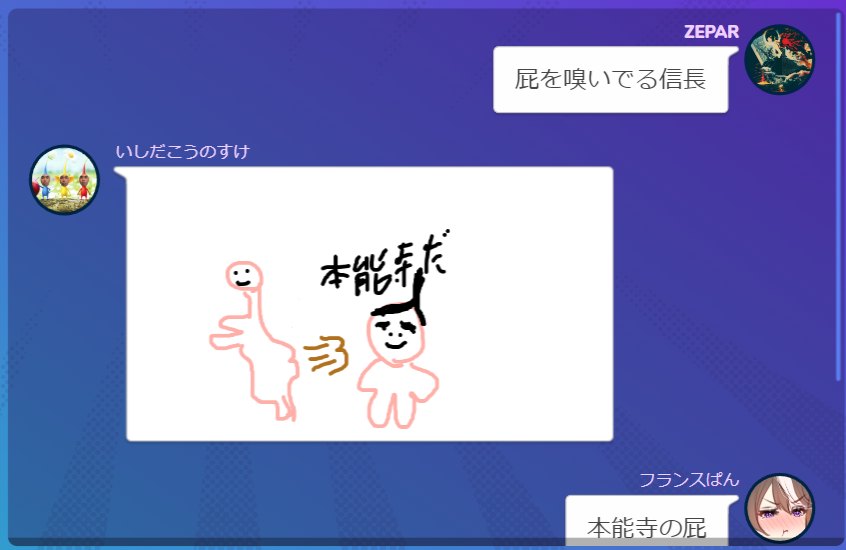 ZEPAR
屁を嗅いでる信長
いしだこうのすけ
本能寺だ
フランスぱん
本能寺の屁